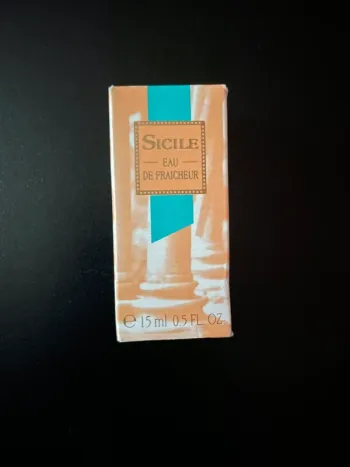 SICILE
EAU
DE FRAICHEUR
℮ 15 ml 0.5 FL. OZ.